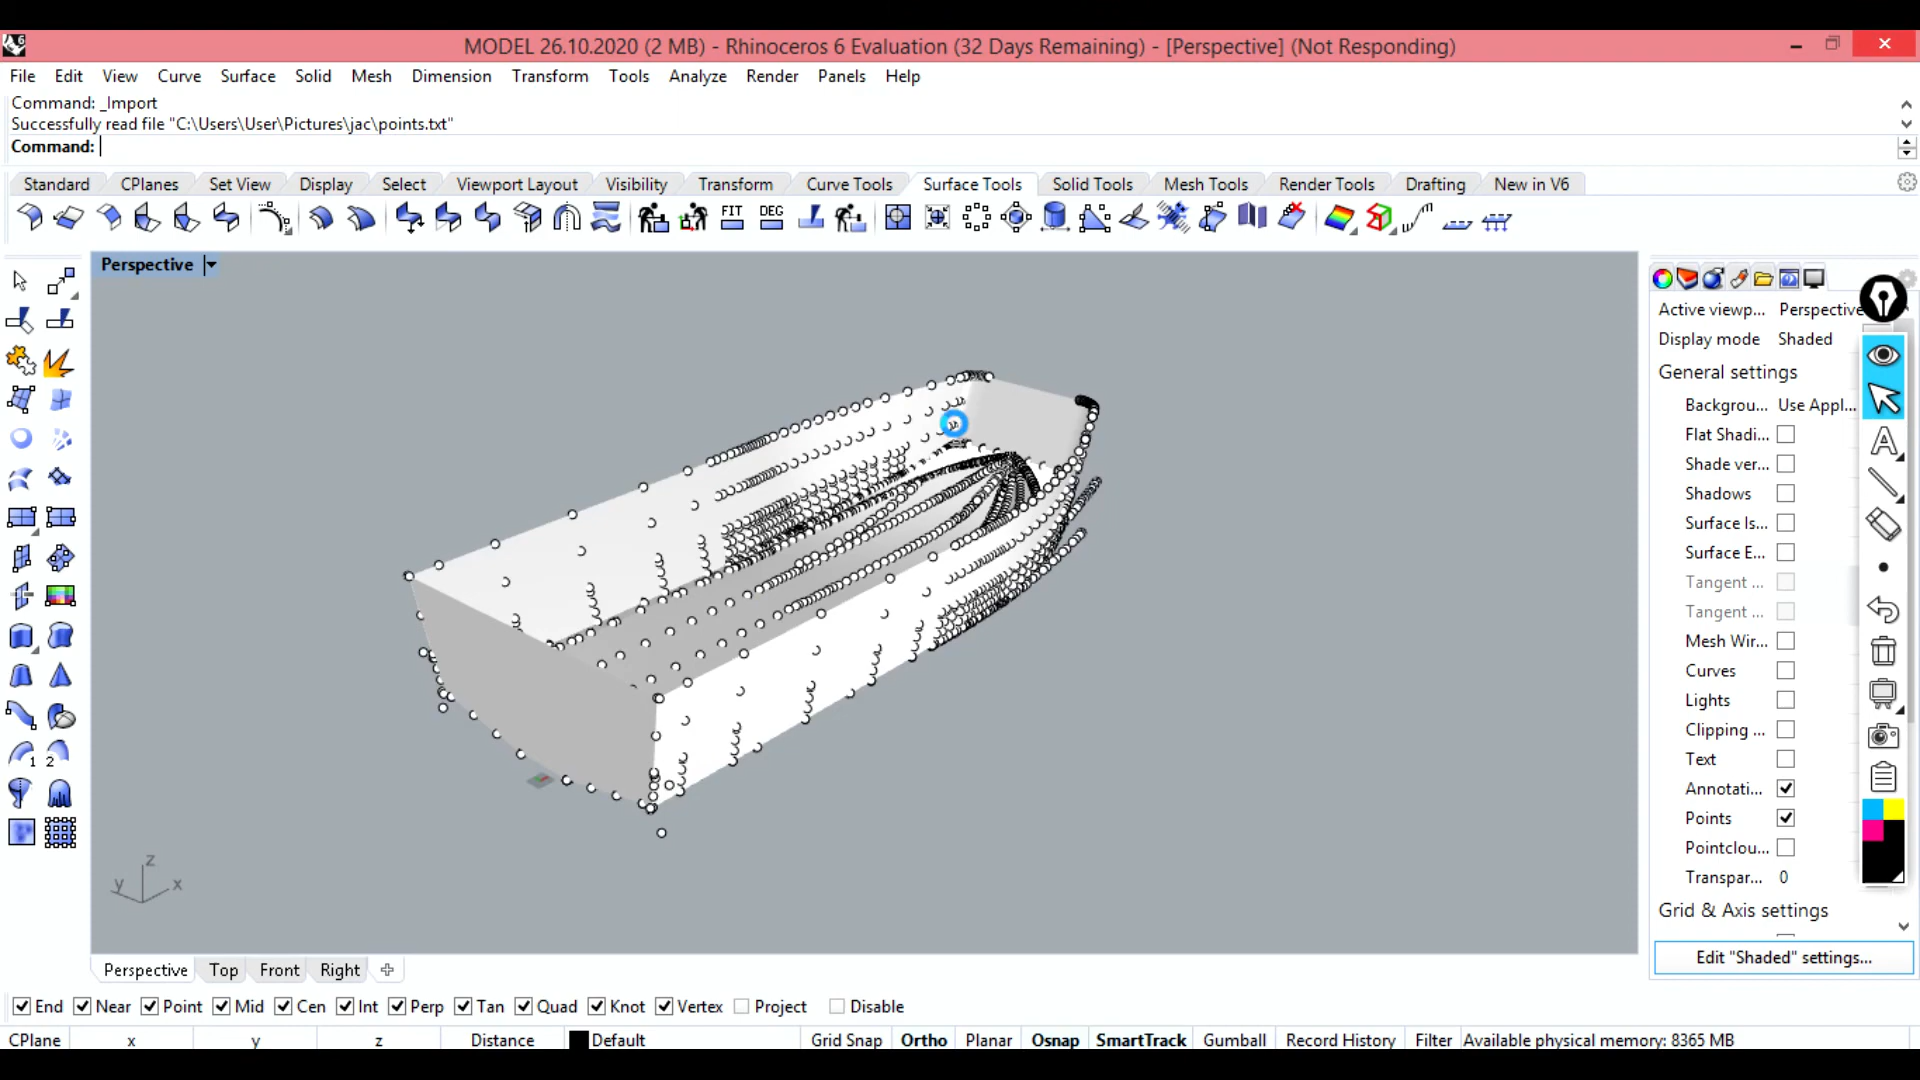 MODEL 26.10.2020 (2 MB) - Rhinoceros 6 Evaluation (32 Days Remaining) - [Perspective] (Not Responding)
File Edit View Curve Surface Solid Mesh Dimension Transform Tools Analyze Render Panels Help
Command: _Import
Successfully read file "C:\Users\User\Pictures\jac\points.txt"
Command:
Standard CPlanes Set View Display Select Viewport Layout Visibility Transform Curve Tools Surface Tools Solid Tools Mesh Tools Render Tools Drafting New in V6
FIT DEG
Perspective
Active viewp... Perspective
Display mode Shaded
General settings
Backgrou... Use Appl...
Flat Shadi...
Shade ver...
Shadows
Surface Is...
Surface E...
Tangent ...
Tangent ...
Mesh Wir...
Curves
Lights
Clipping ...
Text
Annotati...
Points
Pointclou...
Transpar... 0
Grid & Axis settings
Edit "Shaded" settings...
A
1 2
z
y x
Perspective Top Front Right
End Near Point Mid Cen Int Perp Tan Quad Knot Vertex Project Disable
CPlane x y z Distance Default Grid Snap Ortho Planar Osnap SmartTrack Gumball Record History Filter Available physical memory: 8365 MB